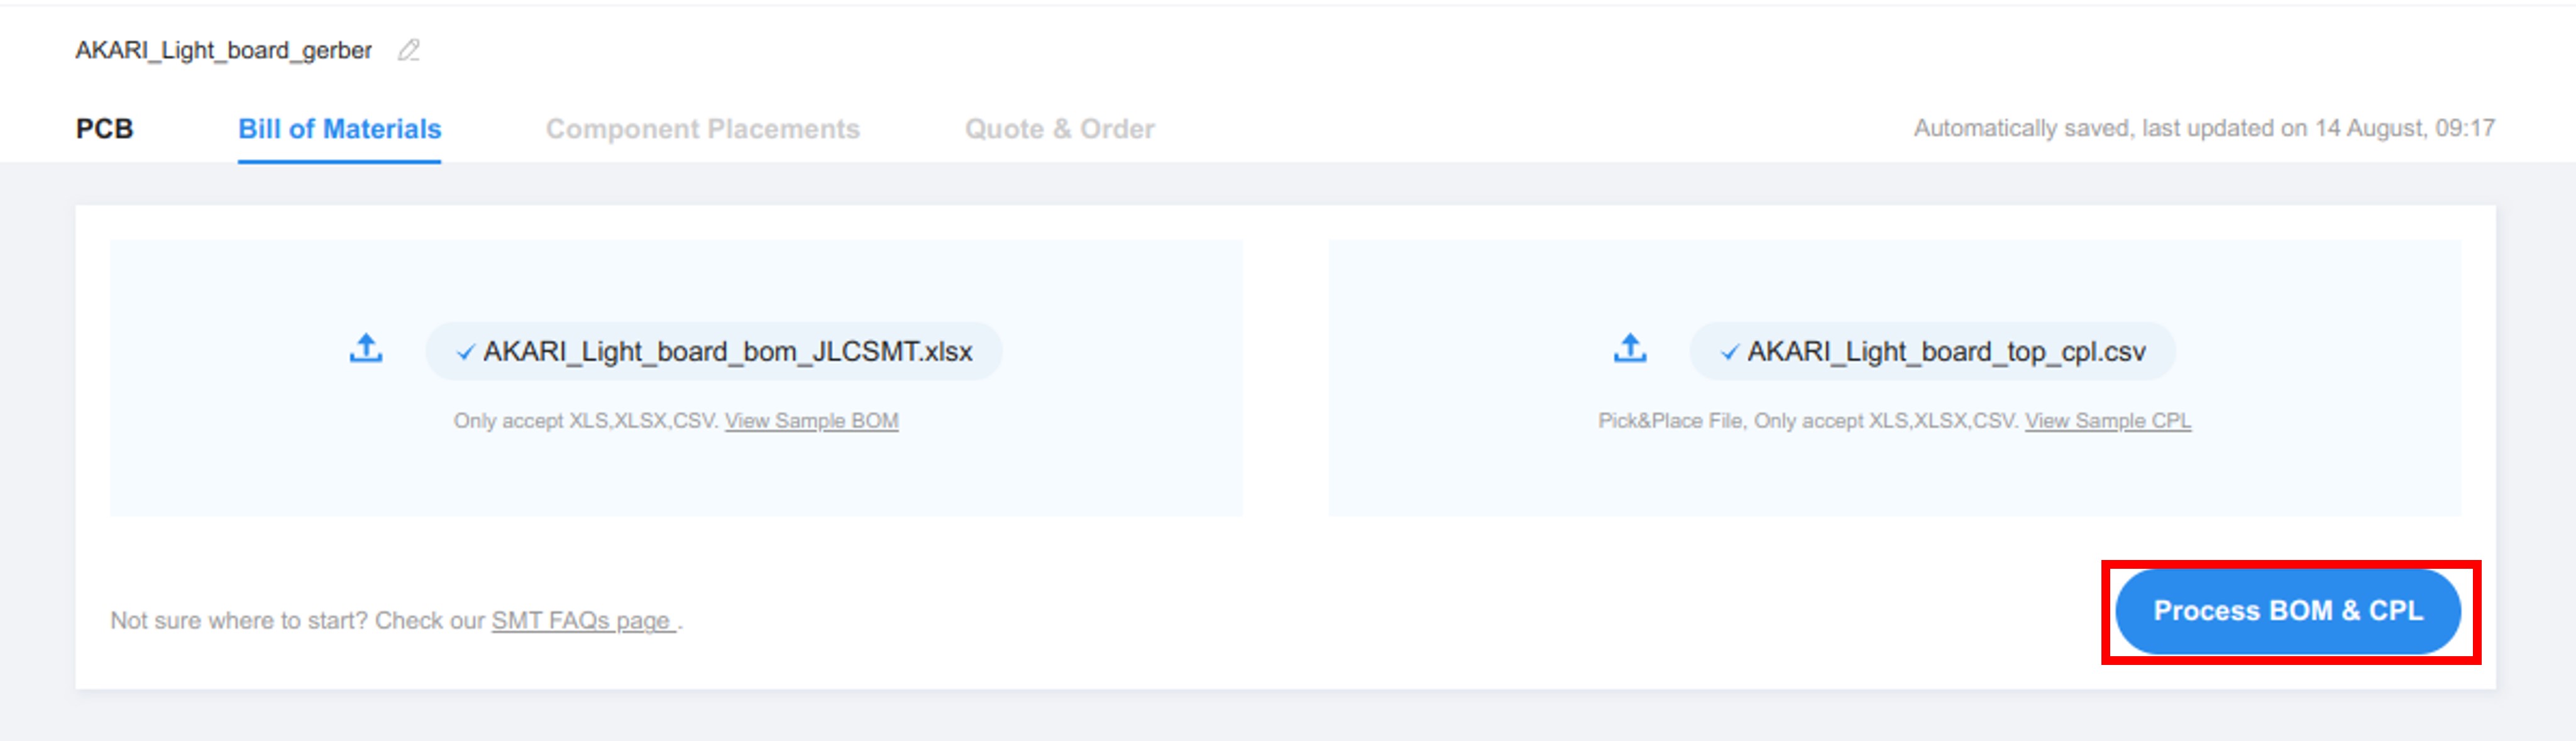 AKARI_Light_board_gerber
PCB Bill of Materials Component Placements Quote & Order Automatically saved, last updated on 14 August, 09:17
AKARI_Light_board_bom_JLCSMT.xlsx
Only accept XLS,XLSX,CSV. View Sample BOM
AKARI_Light_board_top_cpl.csv
Pick&Place File, Only accept XLS,XLSX,CSV. View Sample CPL
Not sure where to start? Check our SMT FAQs page .
Process BOM & CPL